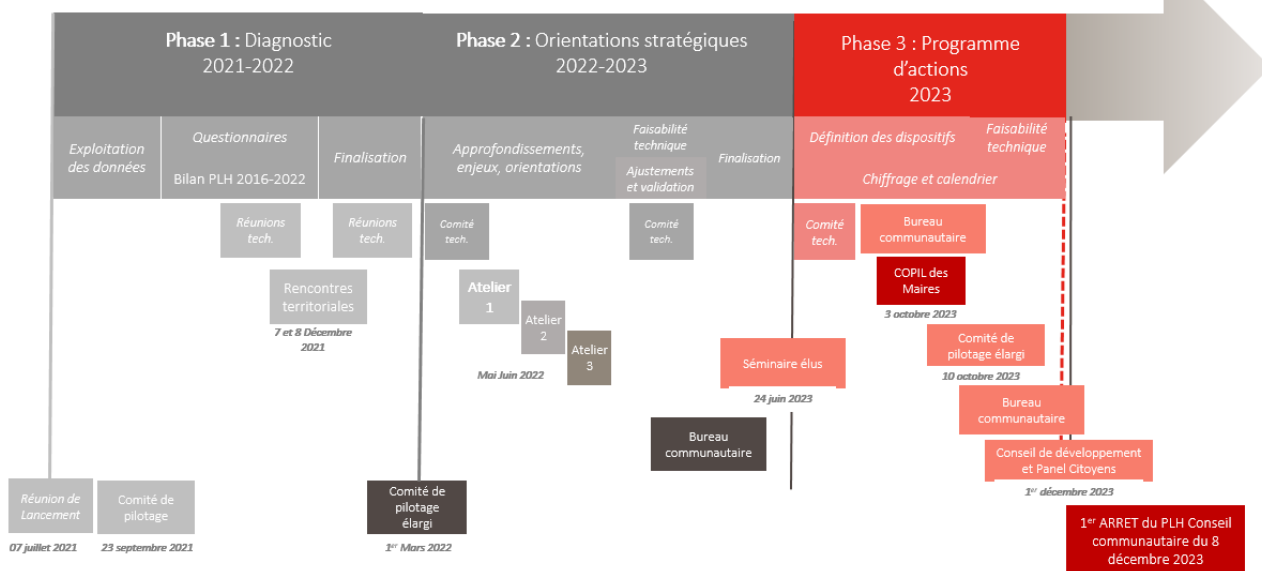 Phase 1 : Diagnostic
2021-2022
Phase 2 : Orientations stratégiques
2022-2023
Phase 3 : Programme
d’actions
2023
Exploitation
des données
Questionnaires
Bilan PLH 2016-2022
Finalisation
Approfondissements,
enjeux, orientations
Faisabilité
technique
Ajustements
et validation
Finalisation
Définition des dispositifs
Faisabilité
technique
Chiffrage et calendrier
Réunions
tech.
Réunions
tech.
Comité
tech.
Comité
tech.
Comité
tech.
Bureau
communautaire
Rencontres
territoriales
7 et 8 Décembre
2021
Atelier
1
Atelier
2
Atelier
3
Mai Juin 2022
COPIL des
Maires
3 octobre 2023
Séminaire élus
24 juin 2023
Comité de
pilotage élargi
10 octobre 2023
Bureau
communautaire
Bureau
communautaire
Conseil de développement
et Panel Citoyens
1er décembre 2023
Réunion de
Lancement
07 juillet 2021
Comité de
pilotage
23 septembre 2021
Comité de
pilotage
élargi
1er Mars 2022
1er ARRET du PLH Conseil
communautaire du 8
décembre 2023